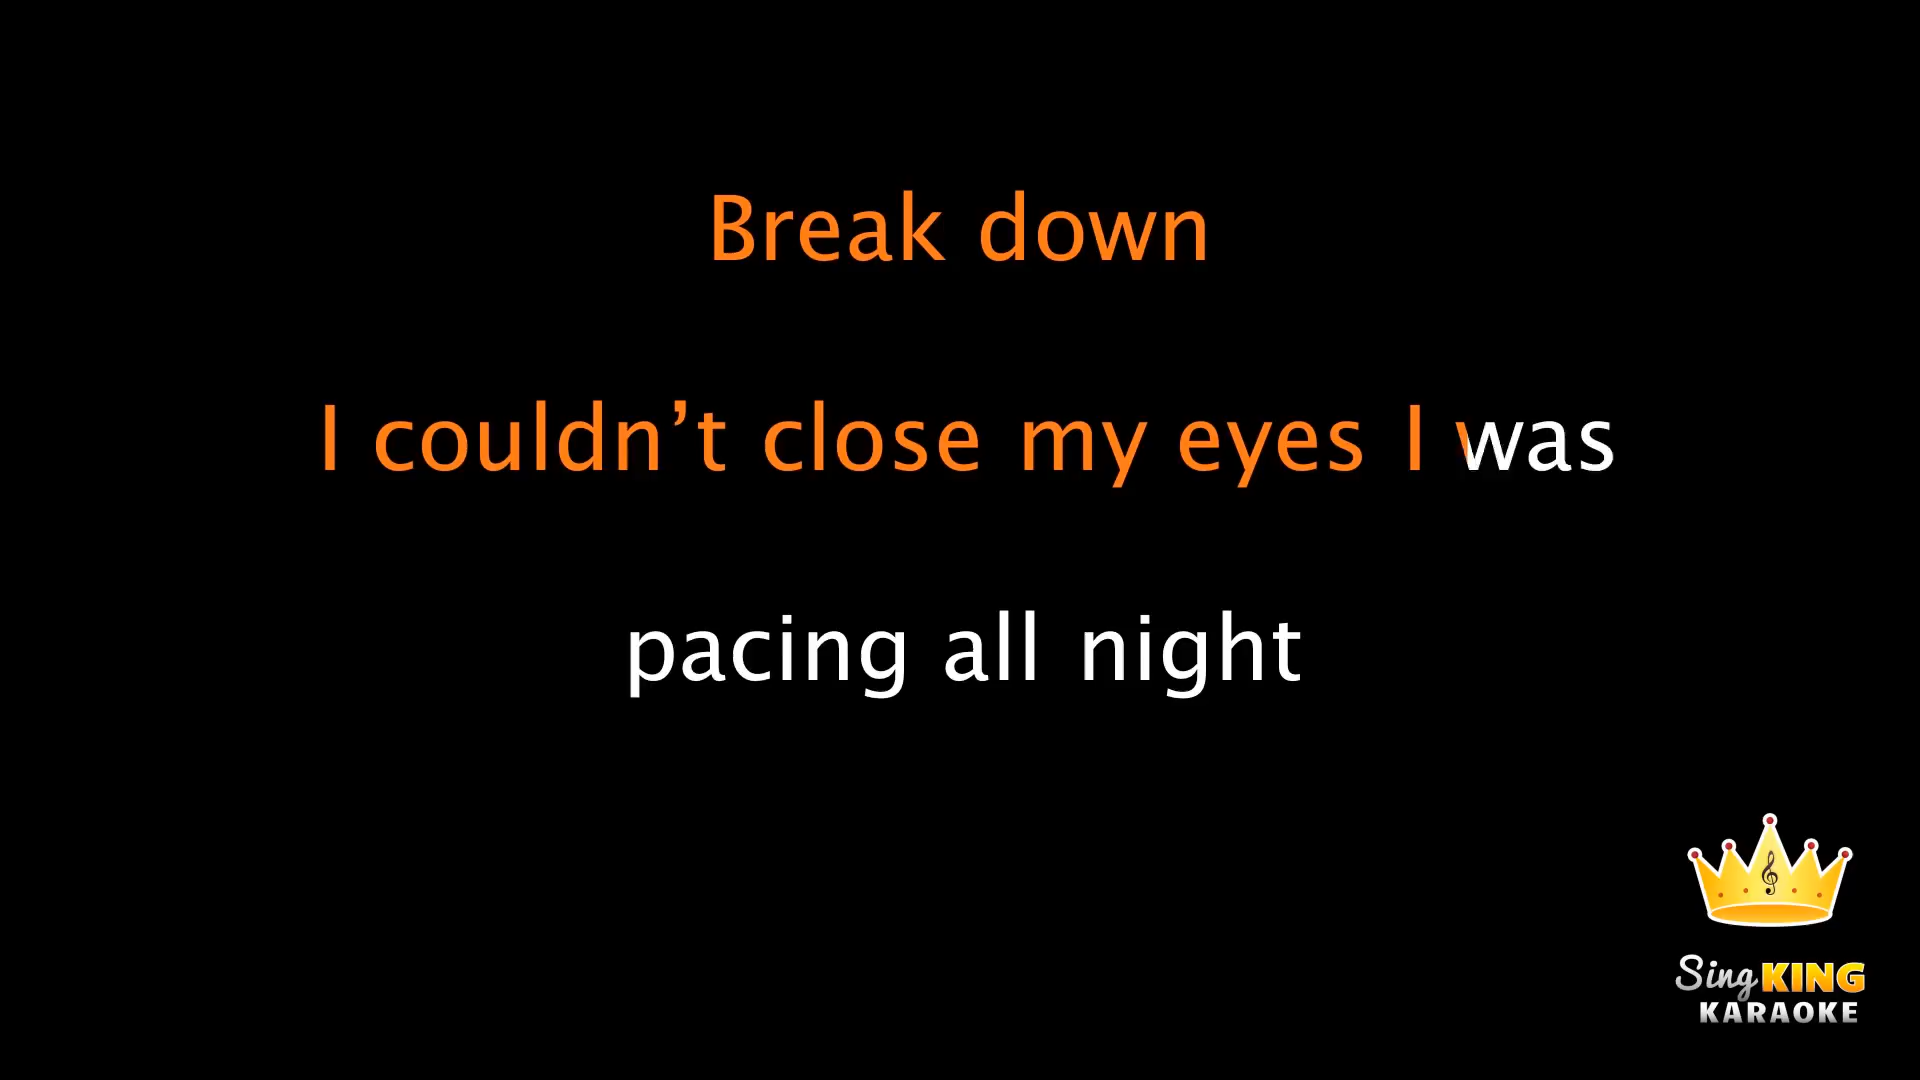 Break down
I couldn’t close my eyes I was
pacing all night
Sing KING
KARAOKE